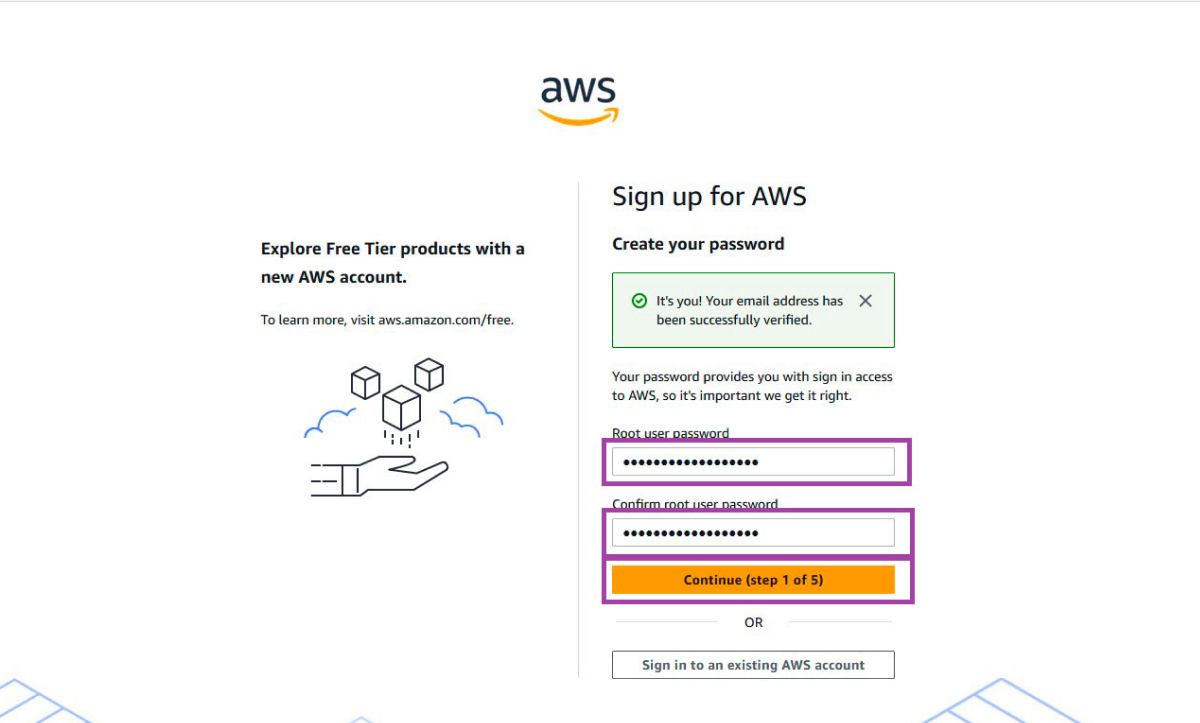 aws
Sign up for AWS
Explore Free Tier products with a
new AWS account.
To learn more, visit aws.amazon.com/free.
Create your password
It's you! Your email address has
been successfully verified.
Your password provides you with sign in access
to AWS, so it's important we get it right.
Root user password
••••••••••••••••••
Confirm root user password
••••••••••••••••••
Continue (step 1 of 5)
OR
Sign in to an existing AWS account